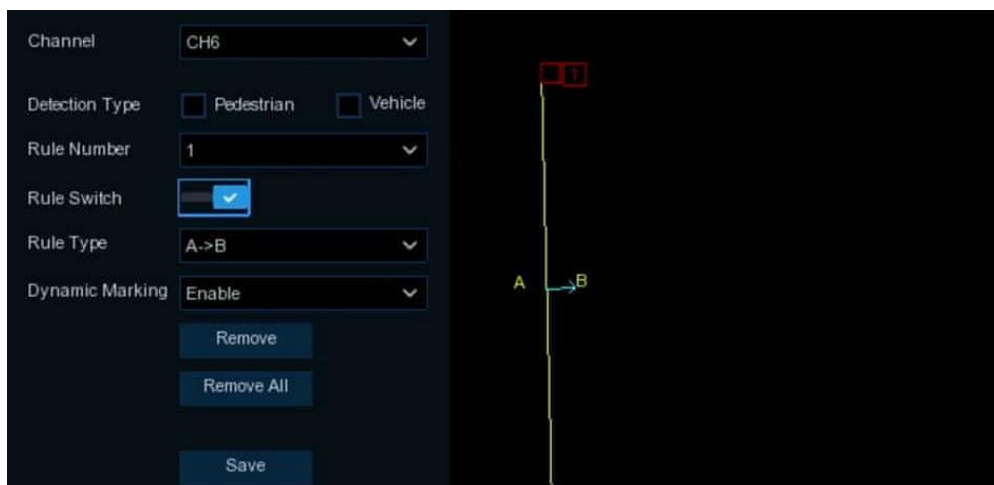 Channel CH6
Detection Type Pedestrian Vehicle
Rule Number 1
Rule Switch
Rule Type A->B
Dynamic Marking Enable
Remove
Remove All
Save
1
A B